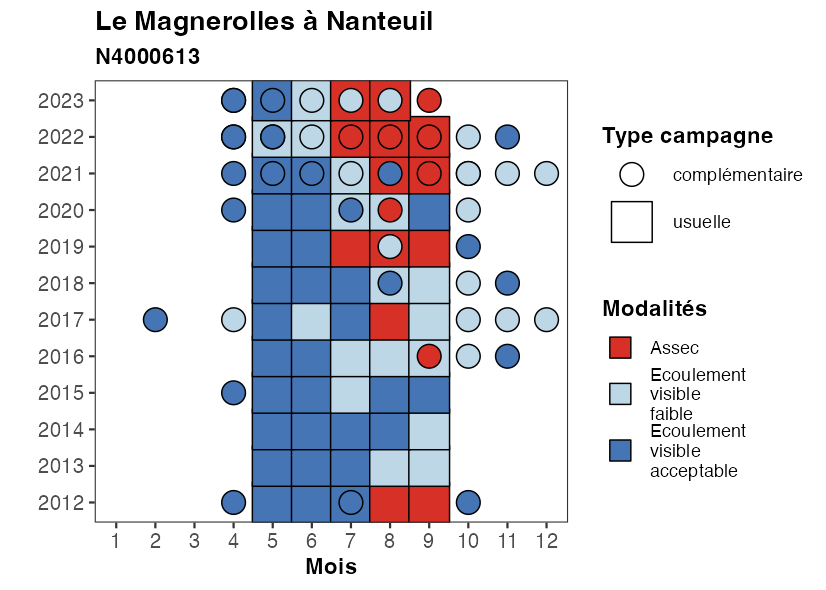 Le Magnerolles à Nanteuil
N4000613
2023
2022
2021
2020
2019
2018
2017
2016
2015
2014
2013
2012
1 2 3 4 5 6 7 8 9 10 11 12
Mois
Type campagne
complémentaire
usuelle
Modalités
Assec
Ecoulement
visible
faible
Ecoulement
visible
acceptable